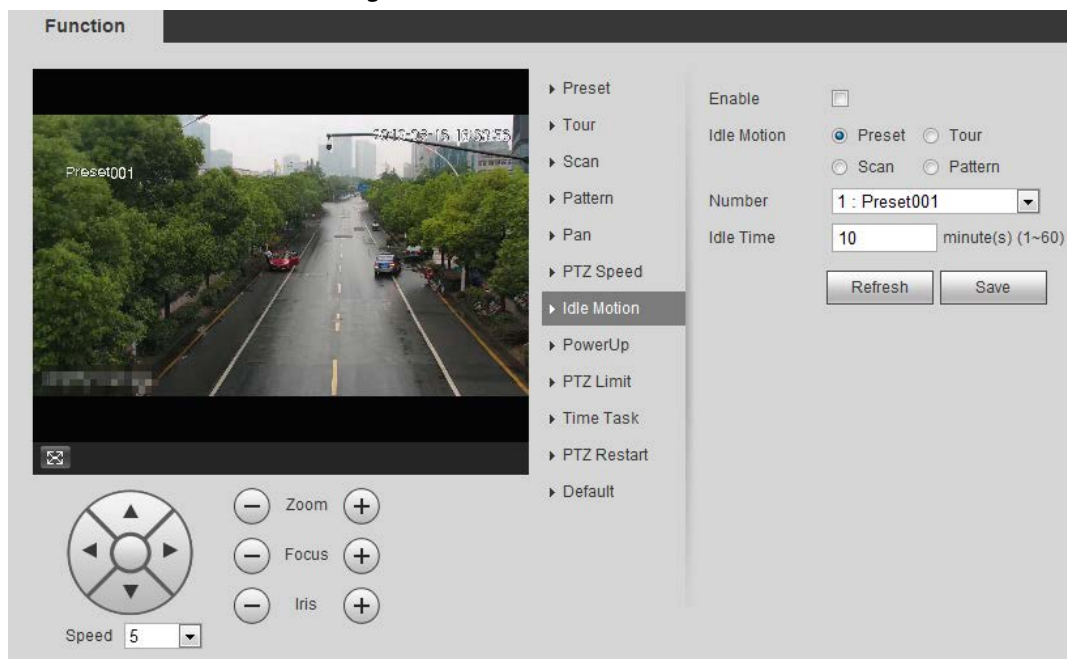 Function
Preset001
Preset
Tour
Scan
Pattern
Pan
PTZ Speed
Idle Motion
PowerUp
PTZ Limit
Time Task
PTZ Restart
Default
Enable
Idle Motion
Preset Tour
Scan Pattern
Number 1 : Preset001
Idle Time 10 minute(s) (1~60)
Refresh Save
Zoom
Focus
Iris
Speed 5